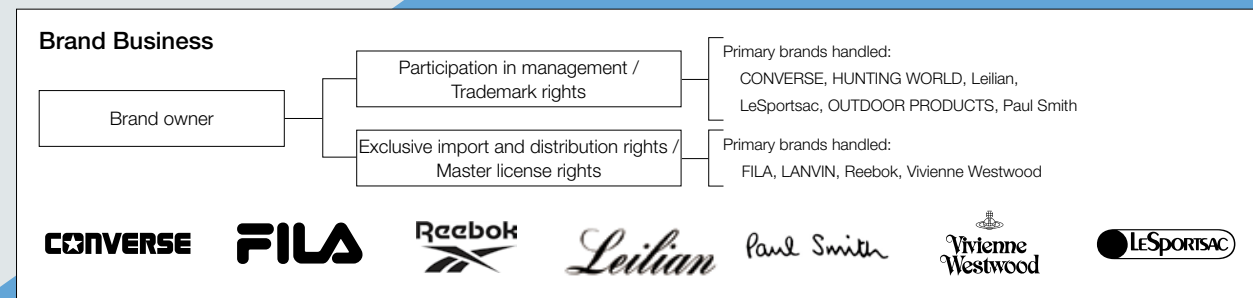 Brand Business
Brand owner
Participation in management /
Trademark rights
Primary brands handled:
CONVERSE, HUNTING WORLD, Leilian,
LeSportsac, OUTDOOR PRODUCTS, Paul Smith
Exclusive import and distribution rights /
Master license rights
Primary brands handled:
FILA, LANVIN, Reebok, Vivienne Westwood
CONVERSE
FILA
Reebok
Leilian
Paul Smith
Vivienne
Westwood
LESPORTSAC